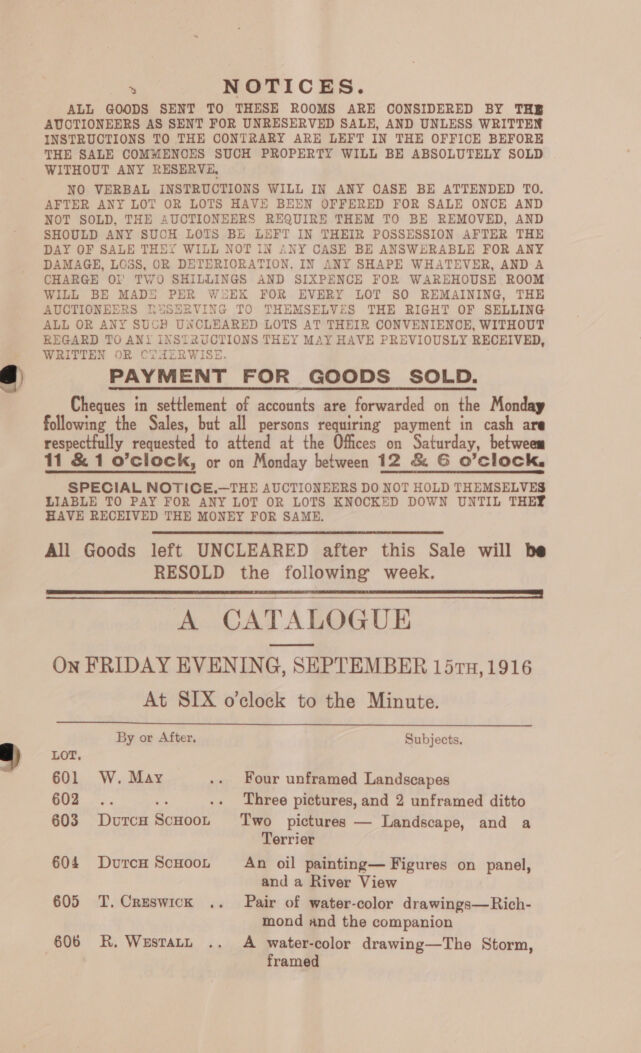 NOTICES.
ALL GOODS SENT TO THESE ROOMS ARE CONSIDERED BY THE
AUCTIONEERS AS SENT FOR UNRESERVED SALE, AND UNLESS WRITTEN
INSTRUCTIONS TO THE CONTRARY ARE LEFT IN THE OFFICE BEFORE
THE SALE COMMENCES SUCH PROPERTY WILL BE ABSOLUTELY SOLD
WITHOUT ANY RESERVE.
NO VERBAL INSTRUCTIONS WILL IN ANY CASE BE ATTENDED TO.
AFTER ANY LOT OR LOTS HAVE BEEN OFFERED FOR SALE ONCE AND
NOT SOLD, THE AUCTIONEERS REQUIRE THEM TO BE REMOVED, AND
SHOULD ANY SUCH LOTS BE LEFT IN THEIR POSSESSION AFTER THE
DAY OF SALE THEY WILL NOT IN ANY CASE BE ANSWERABLE FOR ANY
DAMAGE, LOSS, OR DETERIORATION, IN ANY SHAPE WHATEVER, AND A
CHARGE OF TWO SHILLINGS AND SIXPENCE FOR WAREHOUSE ROOM
WILL BE MADE PER WEEK FOR EVERY LOT SO REMAINING, THE
AUCTIONEERS RESERVING TO THEMSELVES THE RIGHT OF SELLING
ALL OR ANY SUCH UNCLEARED LOTS AT THEIR CONVENIENCE, WITHOUT
REGARD TO ANY INSTRUCTIONS THEY MAY HAVE PREVIOUSLY RECEIVED,
WRITTEN OR OTHERWISE.
PAYMENT FOR GOODS SOLD.
Cheques in settlement of accounts are forwarded on the Monday
following the Sales, but all persons requiring payment in cash are
respectfully requested to attend at the Offices on Saturday, between
11 & 1 o'clock, or on Monday between 12 & 6 o'clock.
SPECIAL NOTICE.—THE AUCTIONEERS DO NOT HOLD THEMSELVES
LIABLE TO PAY FOR ANY LOT OR LOTS KNOCKED DOWN UNTIL THEY
HAVE RECEIVED THE MONEY FOR SAME.
All Goods left UNCLEARED after this Sale will be
RESOLD the following week.
A CATALOGUE
On FRIDAY EVENING, SEPTEMBER 15TH, 1916
At SIX o'clock to the Minute.
By or After. Subjects.
LOT.
601 W. May .. Four unframed Landscapes
602 .. .. .. Three pictures, and 2 unframed ditto
603 Dutch School Two pictures — Landscape, and a
Terrier
604 Dutch School An oil painting— Figures on panel,
and a River View
605 T. Creswick .. Pair of water-color drawings—Rich-
mond and the companion
606 R. Westall .. A water-color drawing—The Storm,
framed